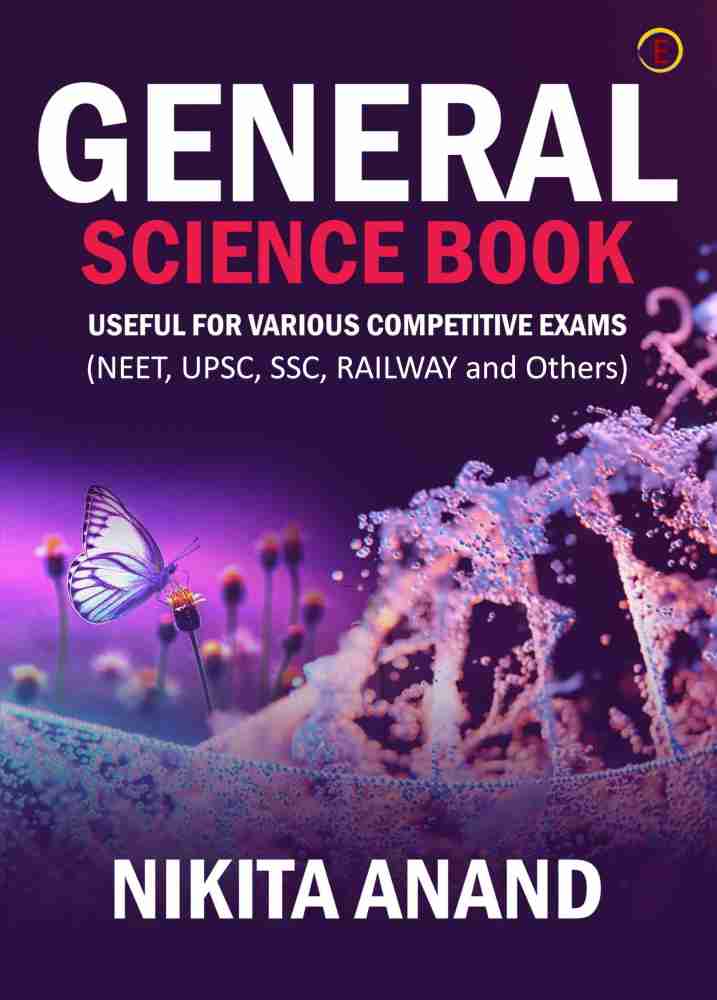 E
GENERAL
SCIENCE BOOK
USEFUL FOR VARIOUS COMPETITIVE EXAMS
(NEET, UPSC, SSC, RAILWAY and Others)
NIKITA ANAND